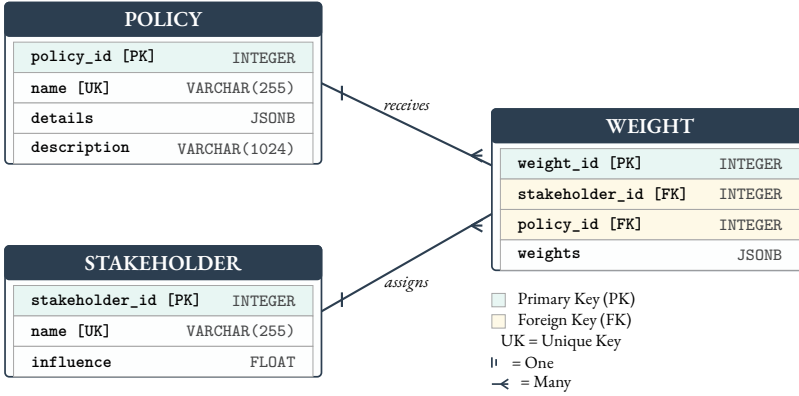 POLICY
policy_id [PK] INTEGER
name [UK] VARCHAR(255)
details JSONB
description VARCHAR(1024)
receives
WEIGHT
weight_id [PK] INTEGER
stakeholder_id [FK] INTEGER
policy_id [FK] INTEGER
weights JSONB
STAKEHOLDER
stakeholder_id [PK] INTEGER
name [UK] VARCHAR(255)
influence FLOAT
assigns
Primary Key (PK)
Foreign Key (FK)
UK = Unique Key
= One
= Many